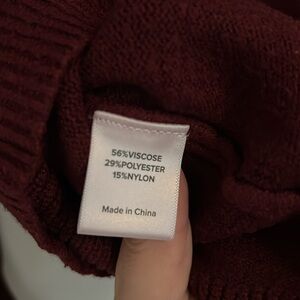 56%VISCOSE
29%POLYESTER
15%NYLON
Made in China